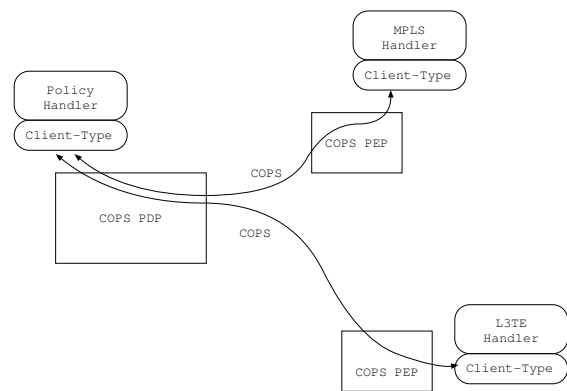 MPLS
Handler
Client-Type
Policy
Handler
Client-Type
COPS PEP
COPS
COPS PDP
COPS
L3TE
Handler
COPS PEP
Client-Type